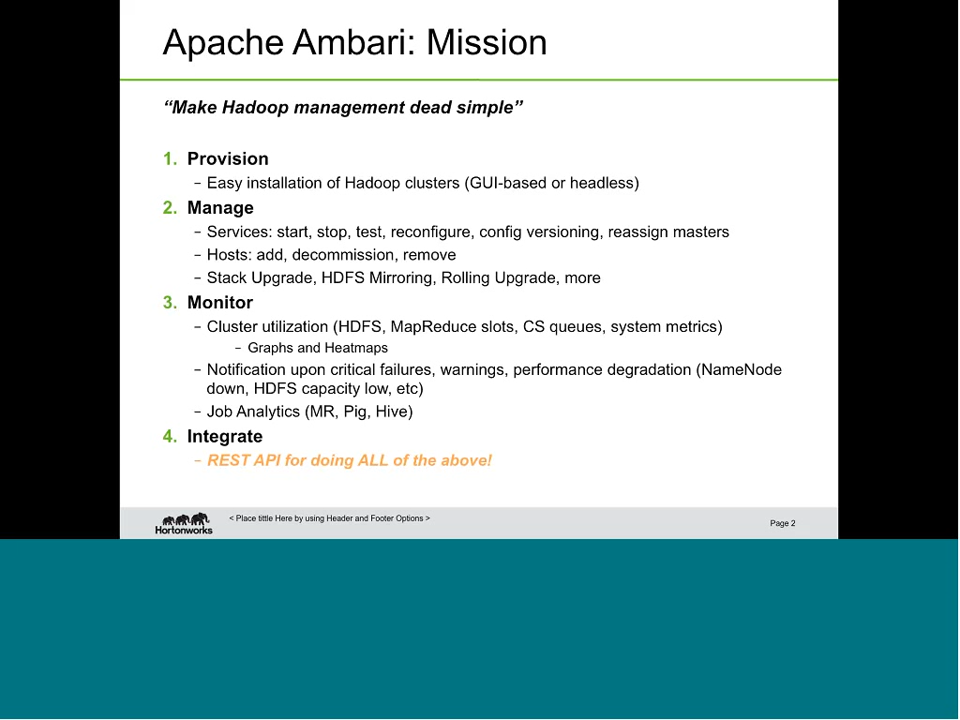 Apache Ambari: Mission
“Make Hadoop management dead simple”
1. Provision
– Easy installation of Hadoop clusters (GUI-based or headless)
2. Manage
– Services: start, stop, test, reconfigure, config versioning, reassign masters
– Hosts: add, decommission, remove
– Stack Upgrade, HDFS Mirroring, Rolling Upgrade, more
3. Monitor
– Cluster utilization (HDFS, MapReduce slots, CS queues, system metrics)
– Graphs and Heatmaps
– Notification upon critical failures, warnings, performance degradation (NameNode
down, HDFS capacity low, etc)
– Job Analytics (MR, Pig, Hive)
4. Integrate
– REST API for doing ALL of the above!
Hortonworks
< Place tittle Here by using Header and Footer Options >
Page 2